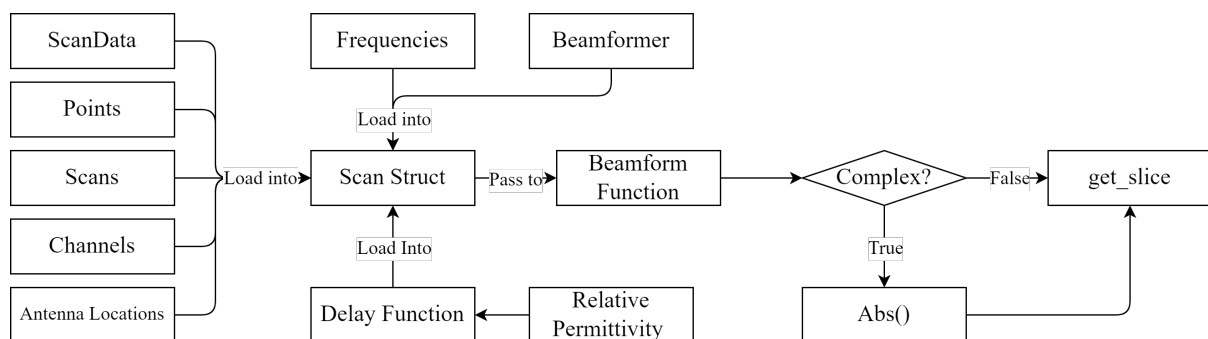 ScanData
Frequencies
Beamformer
Points
Load into
Scans
Load into
Scan Struct
Pass to
Beamform
Function
Complex?
False
get_slice
Channels
Load Into
True
Antenna Locations
Delay Function
Relative
Permittivity
Abs()